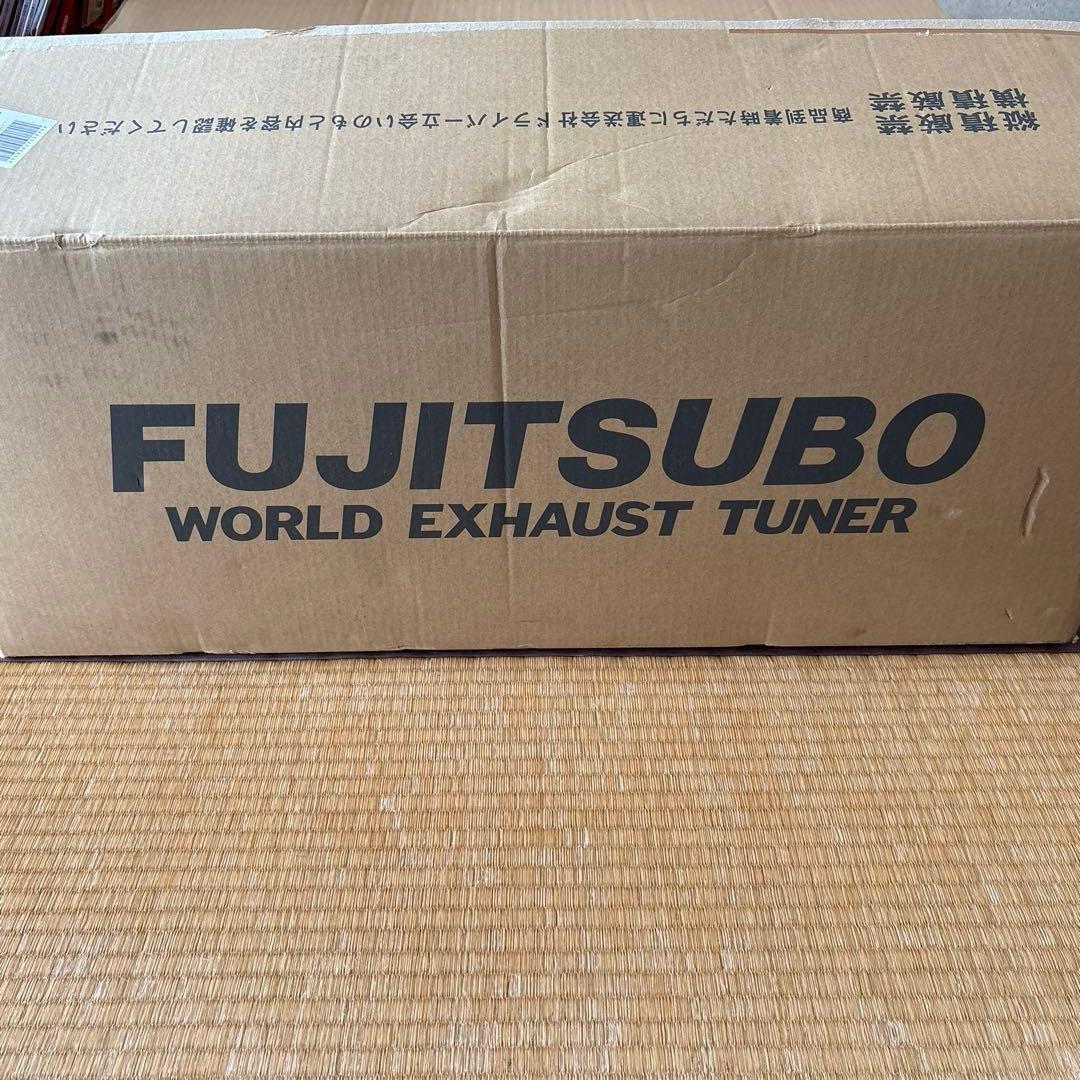 縦積厳禁
横積厳禁
商品到着時ただちに運送会社ドライバー立会いのもと内容を確認してください
FUJITSUBO
WORLD EXHAUST TUNER